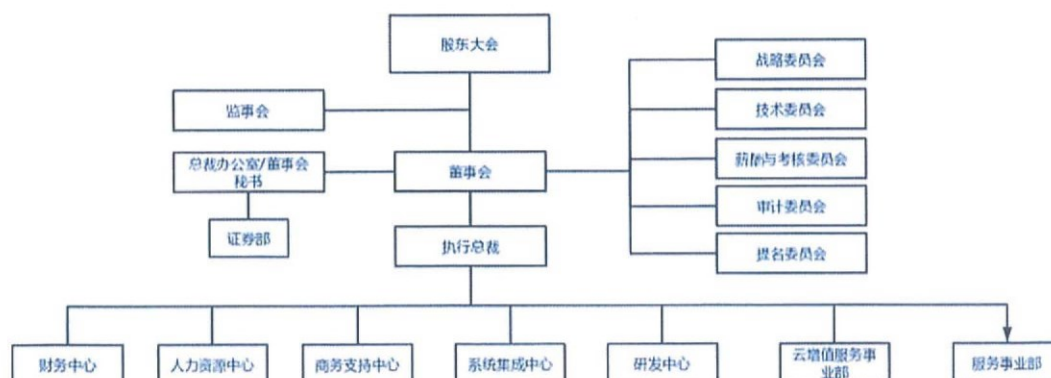 股东大会
战略委员会
监事会
技术委员会
总裁办公室/董事会
秘书
董事会
薪酬与考核委员会
审计委员会
证券部
执行总裁
提名委员会
财务中心
人力资源中心
商务支持中心
系统集成中心
研发中心
云增值服务事
业部
服务事业部